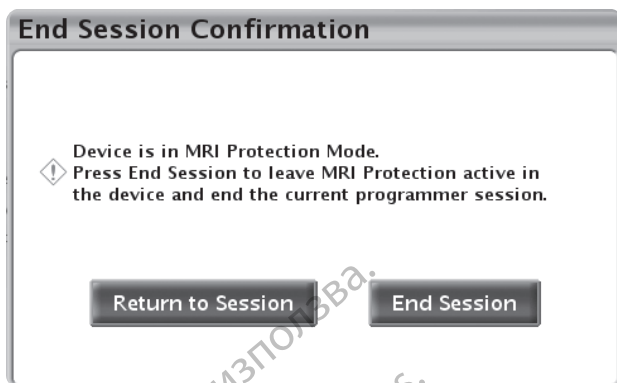 End Session Confirmation
Device is in MRI Protection Mode.
Press End Session to leave MRI Protection active in
the device and end the current programmer session.
Return to Session
End Session
използва.